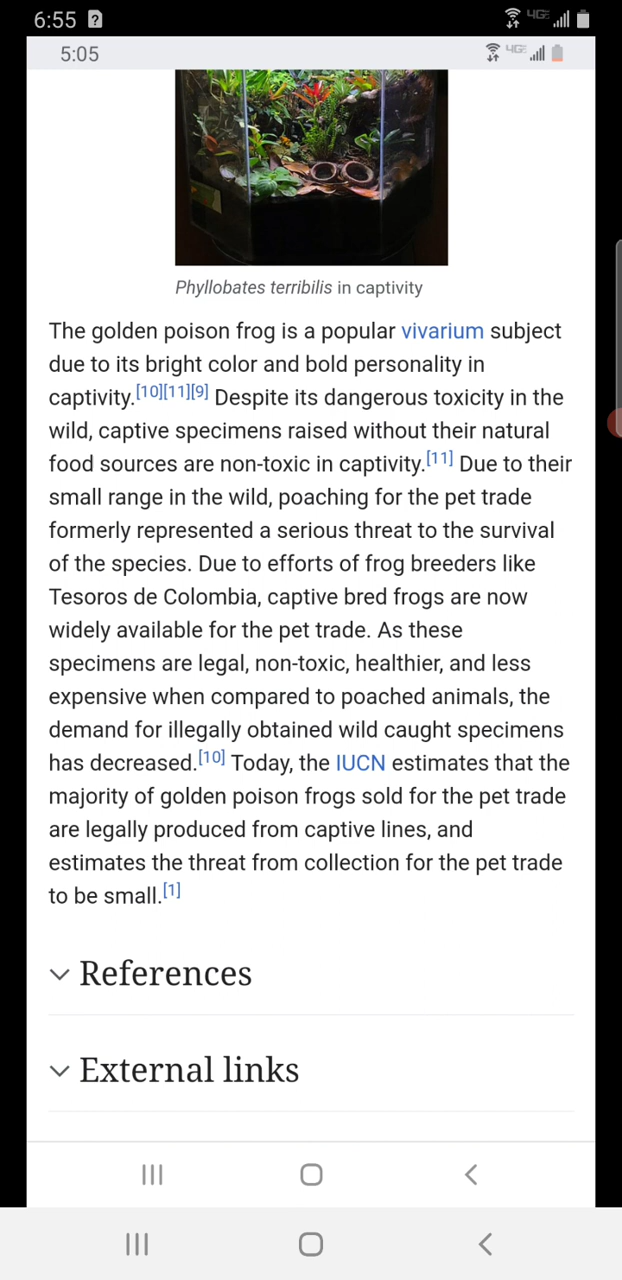 6:55
4GE
5:05
4GE
Phyllobates terribilis in captivity
The golden poison frog is a popular vivarium subject
due to its bright color and bold personality in
captivity.[10][11][9] Despite its dangerous toxicity in the
wild, captive specimens raised without their natural
food sources are non-toxic in captivity.[11] Due to their
small range in the wild, poaching for the pet trade
formerly represented a serious threat to the survival
of the species. Due to efforts of frog breeders like
Tesoros de Colombia, captive bred frogs are now
widely available for the pet trade. As these
specimens are legal, non-toxic, healthier, and less
expensive when compared to poached animals, the
demand for illegally obtained wild caught specimens
has decreased.[10] Today, the IUCN estimates that the
majority of golden poison frogs sold for the pet trade
are legally produced from captive lines, and
estimates the threat from collection for the pet trade
to be small.[1]
References
External links